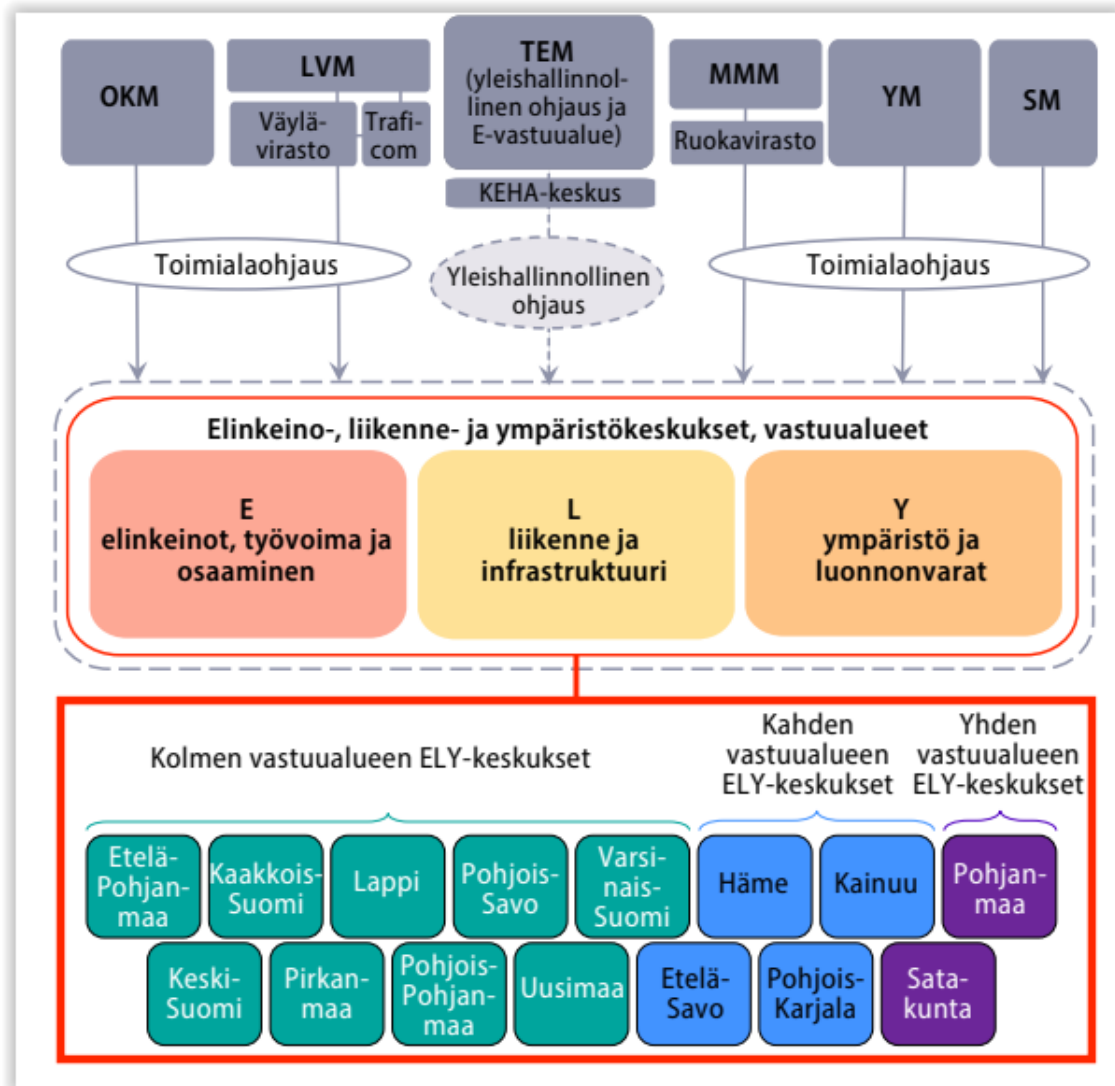 OKM
LVM
Väylä-
virasto
Trafi-
com
TEM
(yleishallinnol-
linen ohjaus ja
E-vastuualue)
KEHA-keskus
MMM
Ruokavirasto
YM
SM
Toimialaohjaus
Yleishallinnollinen
ohjaus
Toimialaohjaus
Elinkeino-, liikenne- ja ympäristökeskukset, vastuualueet
E
elinkeinot, työvoima ja
osaaminen
L
liikenne ja
infrastruktuuri
Y
ympäristö ja
luonnonvarat
Kolmen vastuualueen ELY-keskukset
Kahden
vastuualueen
ELY-keskukset
Yhden
vastuualueen
ELY-keskukset
Etelä-
Pohjan-
maa
Kaakkois-
Suomi
Lappi
Pohjois-
Savo
Varsi-
nais-
Suomi
Häme
Kainuu
Pohjan-
maa
Keski-
Suomi
Pirkan-
maa
Pohjois-
Pohjan-
maa
Uusimaa
Etelä-
Savo
Pohjois-
Karjala
Sata-
kunta